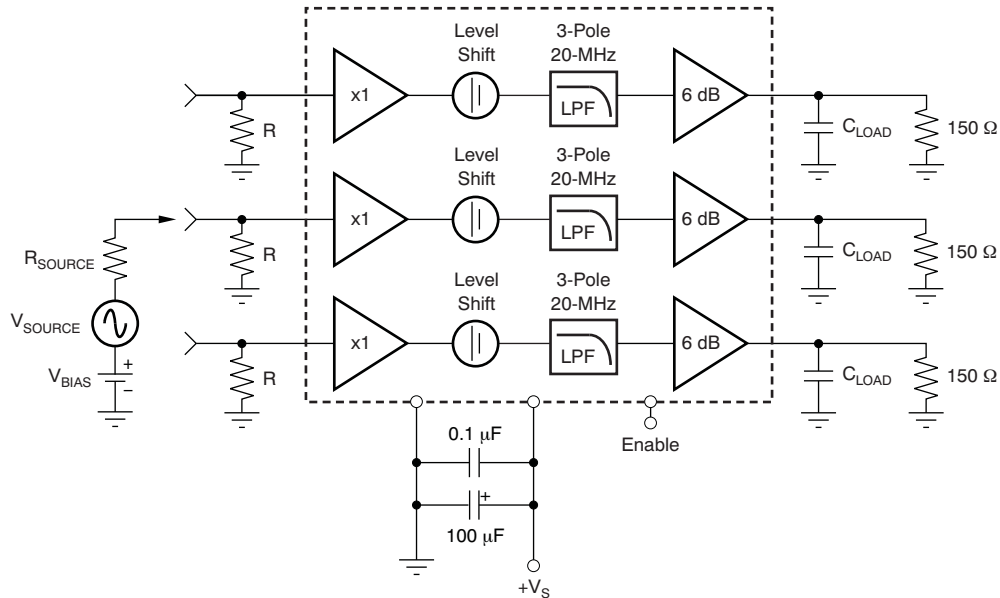 Level Shift
3-Pole 20-MHz
x1
LPF
6 dB
R
C_LOAD
150 Ω
Level Shift
3-Pole 20-MHz
x1
LPF
6 dB
R
C_LOAD
150 Ω
R_SOURCE
V_SOURCE
V_BIAS
+
−
Level Shift
3-Pole 20-MHz
x1
LPF
6 dB
R
C_LOAD
150 Ω
Enable
0.1 μF
+
100 μF
+V_S